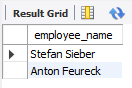 Result Grid
employee_name
Stefan Sieber
Anton Feureck